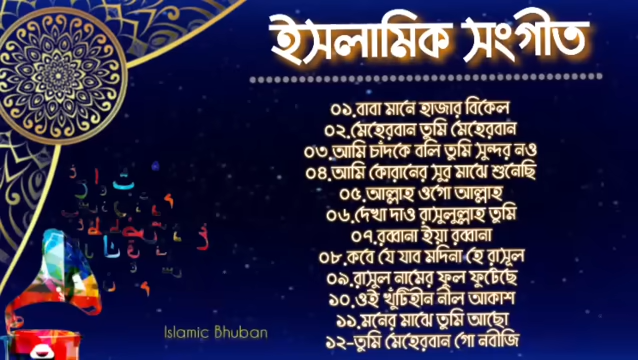 ইসলামিক সংগীত
০১.বাবা মানে হাজার বিকেল
০২.মেহেরবান তুমি মেহেরবান
০৩.আমি চাঁদকে বলি তুমি সুন্দর নও
০৪.আমি কোরানের সুর মাঝে শুনেছি
০৫.আল্লাহ ওগো আল্লাহ
০৬.দেখা দাও রাসুলুল্লাহ তুমি
০৭.রব্বানা ইয়া রব্বানা
০৮.কবে যে যাব মদিনা হে রাসূল
০৯.রাসুল নামের ফুল ফুটেছে
১০.ওই খুঁটিহীন নীল আকাশ
১১.মনের মাঝে তুমি আছো
১২-তুমি মেহেরবান গো নবীজি
Islamic Bhuban